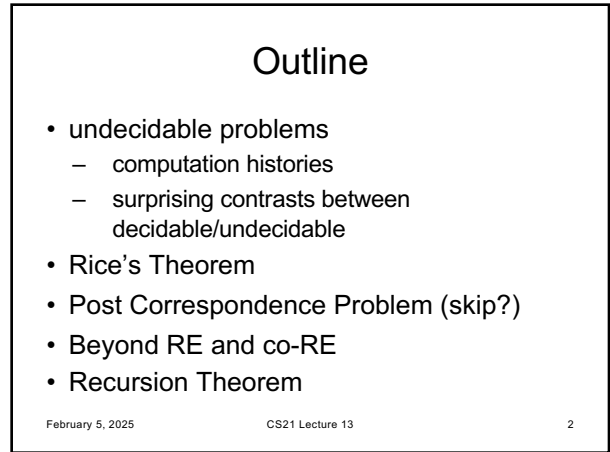 Outline
• undecidable problems
– computation histories
– surprising contrasts between
decidable/undecidable
• Rice's Theorem
• Post Correspondence Problem (skip?)
• Beyond RE and co-RE
• Recursion Theorem
February 5, 2025 CS21 Lecture 13 2